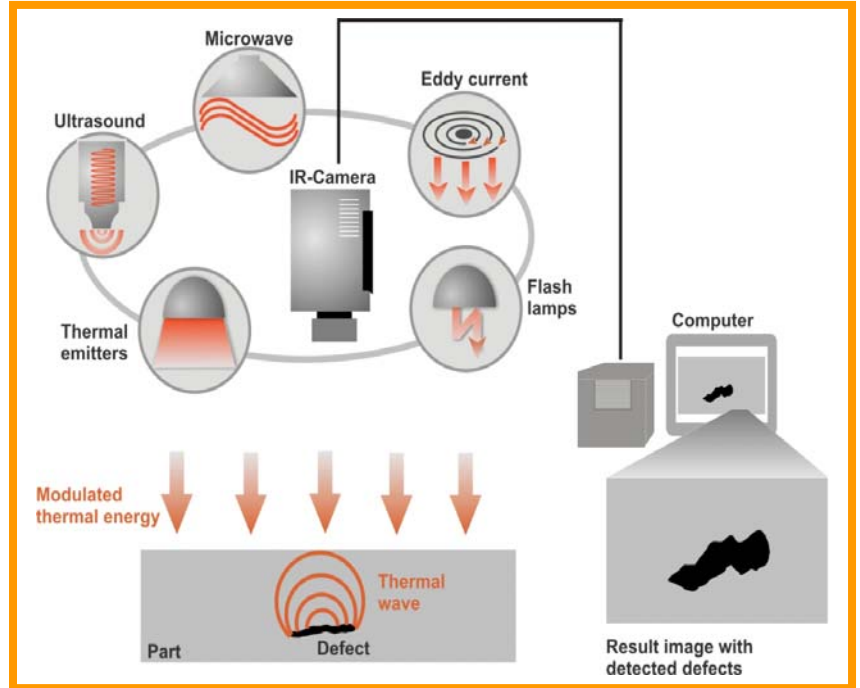 Microwave
Eddy current
Ultrasound
IR-Camera
Thermal
emitters
Flash
lamps
Computer
Modulated
thermal energy
Thermal
wave
Part
Defect
Result image with
detected defects